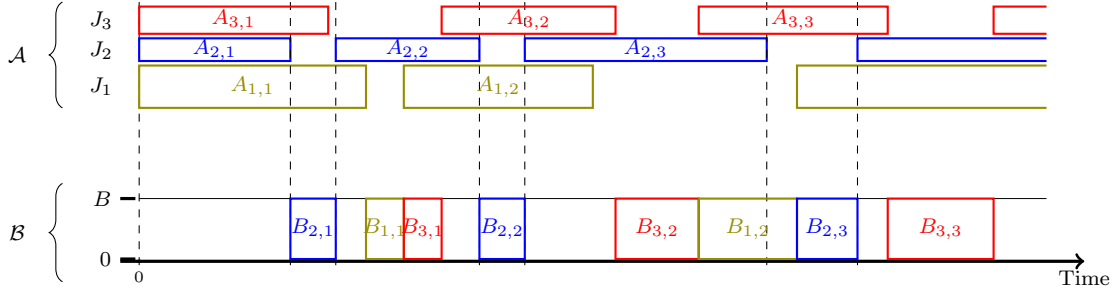 J_3 A_{3,1} A_{3,2} A_{3,3}
𝒜 J_2 A_{2,1} A_{2,2} A_{2,3}
J_1 A_{1,1} A_{1,2}
B
ℬ B_{2,1} B_{1,1} B_{3,1} B_{2,2} B_{3,2} B_{1,2} B_{2,3} B_{3,3}
0
0 Time